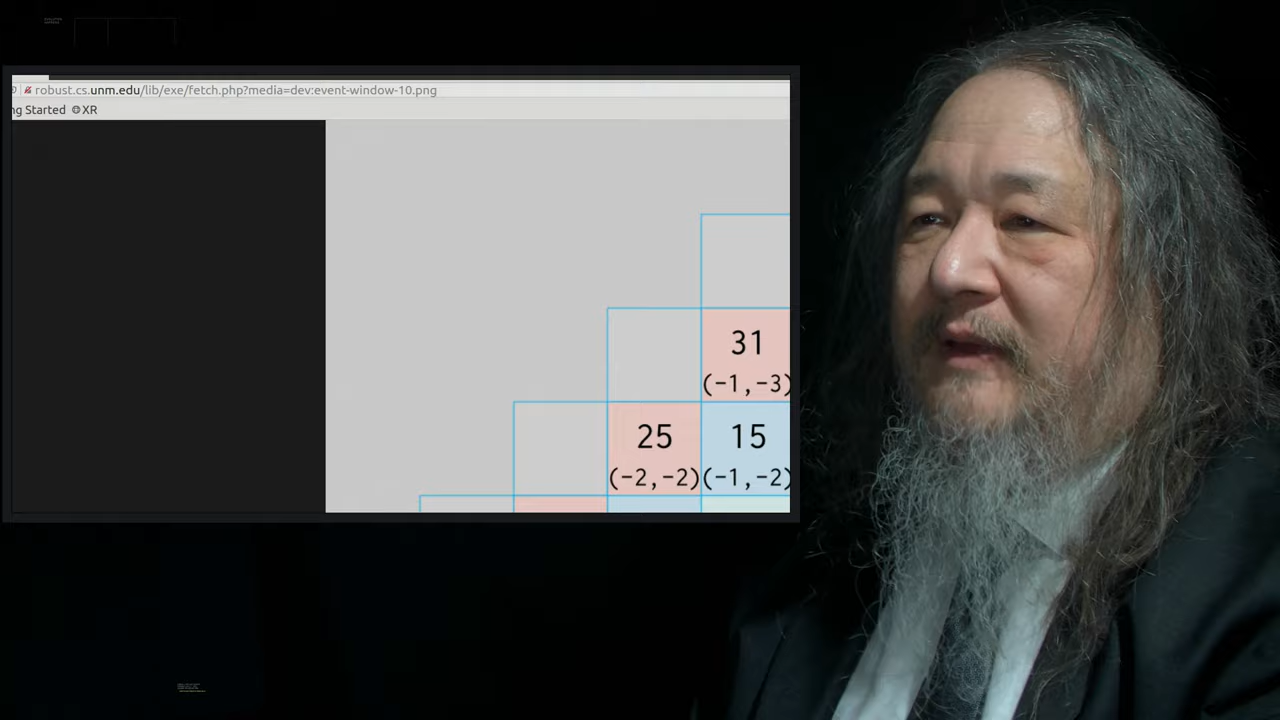 robust.cs.unm.edu/lib/exe/fetch.php?media=dev:event-window-10.png
ng Started XR
31
(-1,-3)
25 15
(-2,-2) (-1,-2)